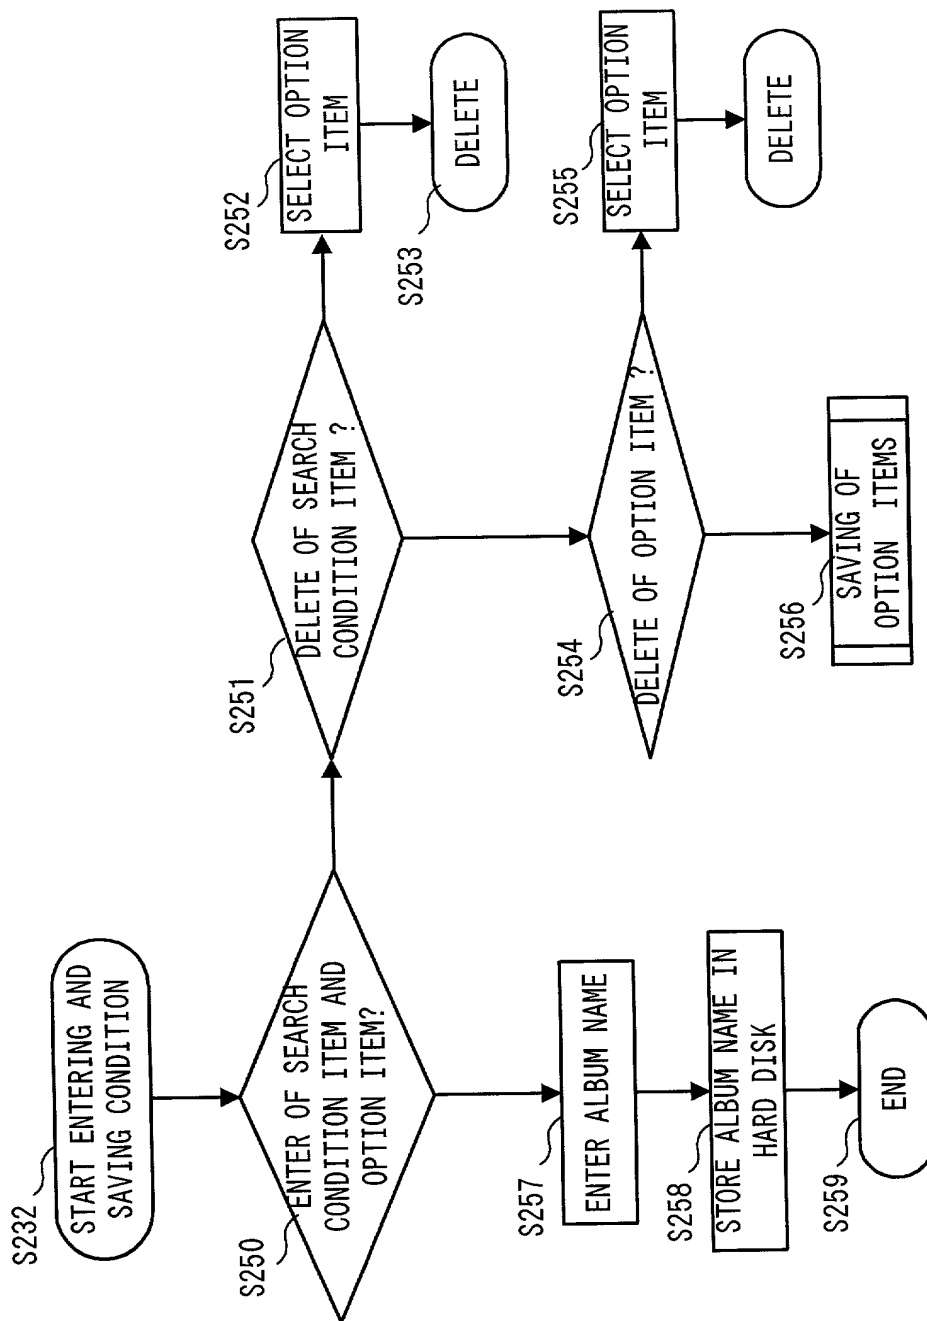 S232
START ENTERING AND
SAVING CONDITION
S250
ENTER OF SEARCH
CONDITION ITEM AND
OPTION ITEM?
S251
DELETE OF SEARCH
CONDITION ITEM ?
S252
SELECT OPTION
ITEM
S253
DELETE
S254
DELETE OF OPTION ITEM ?
S255
SELECT OPTION
ITEM
DELETE
S256
SAVING OF
OPTION ITEMS
S257
ENTER ALBUM NAME
S258
STORE ALBUM NAME IN
HARD DISK
S259
END